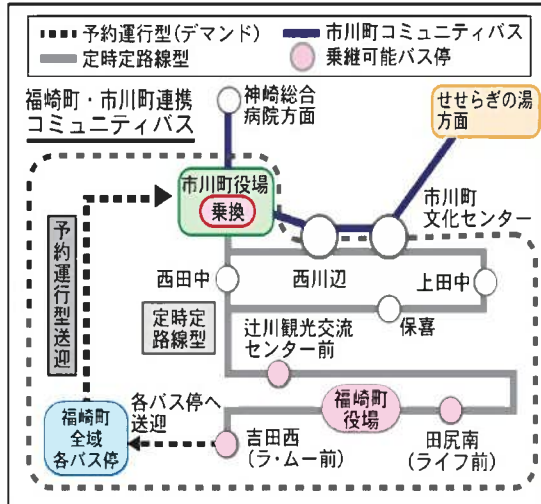 予約運行型(デマンド)
定時定路線型
市川町コミュニティバス
乗継可能バス停
福崎町・市川町連携
コミュニティバス
神崎総合
病院方面
せせらぎの湯
方面
市川町役場
乗換
市川町
文化センター
予約運行型送迎
西田中
西川辺
上田中
定時定
路線型
保喜
辻川観光交流
センター前
福崎町
全域
各バス停
各バス停へ
送迎
福崎町
役場
吉田西
(ラ・ムー前)
田尻南
(ライフ前)